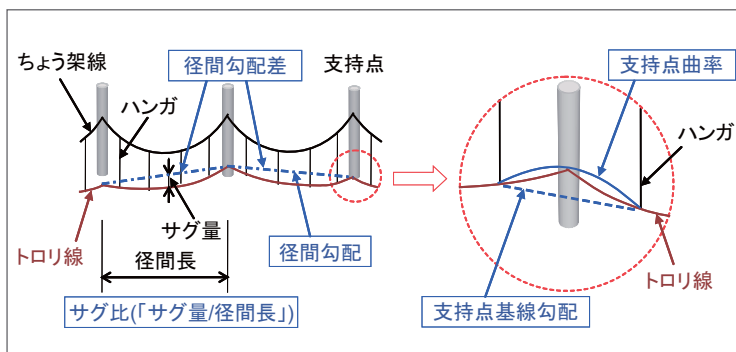 ちょう架線
ハンガ
径間勾配差
支持点
サグ量
トロリ線
径間長
径間勾配
サグ比(「サグ量/径間長」)
支持点曲率
ハンガ
トロリ線
支持点基線勾配